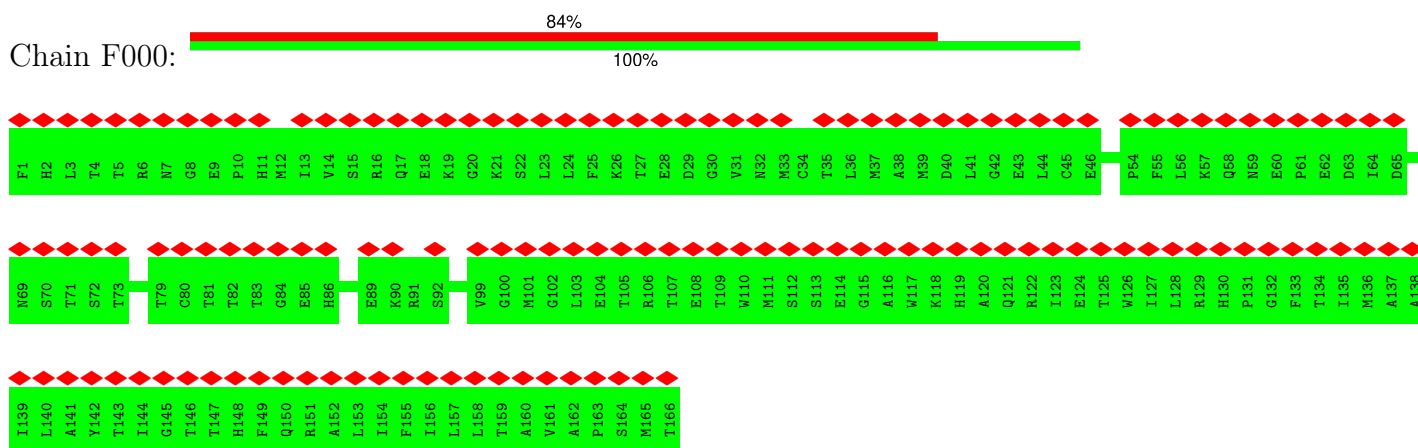 84%
Chain F000:
100%
F1 H2 L3 T4 T5 R6 N7 G8 E9 P10 H11 M12 I13 V14 S15 R16 Q17 E18 K19 G20 K21 S22 L23 L24 F25 K26 T27 E28 D29 G30 V31 N32 M33 C34 T35 L36 M37 A38 M39 D40 L41 G42 E43 L44 C45 E46 P54 F55 L56 K57 Q58 N59 E60 P61 E62 D63 I64 D65
N69 S70 T71 S72 T73 T79 C80 T81 T82 T83 G84 E85 H86 E89 K90 R91 S92 V99 G100 M101 G102 L103 E104 T105 R106 T107 E108 T109 W110 M111 S112 S113 E114 G115 A116 W117 K118 H119 A120 Q121 R122 I123 E124 T125 W126 I127 L128 R129 H130 P131 G132 F133 T134 I135 M136 A137 A138
I139 L140 A141 Y142 T143 I144 G145 T146 T147 H148 F149 Q150 R151 A152 L153 I154 F155 I156 L157 L158 T159 A160 V161 A162 P163 S164 M165 T166